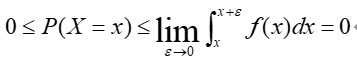 0 ≤ P(X = x) ≤ lim_{ε→0} ∫_x^{x+ε} f(x)dx = 0